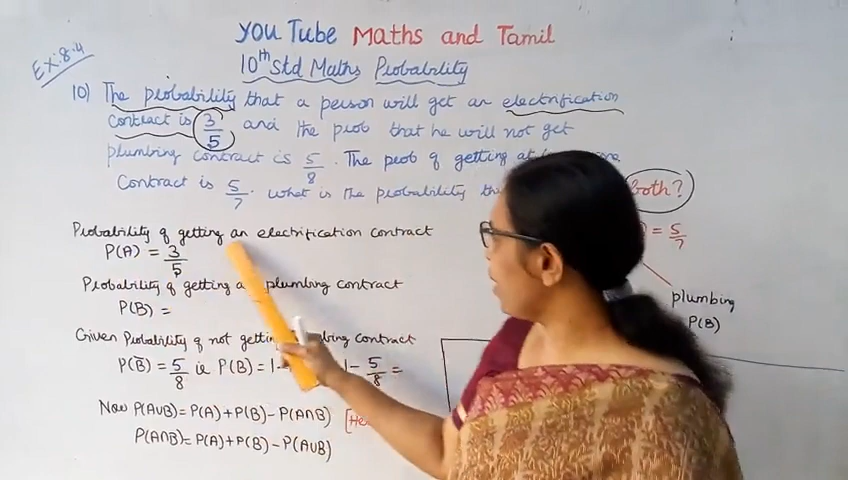 YouTube Maths and Tamil
Ex:8.4
10th Std Maths Probability
10) The probability that a person will get an electrification
contract is 3/5 and the prob that he will not get
plumbing contract is 5/8. The prob of getting at
contract is 5/7. what is the probability both?
= 5/7
Probability of getting an electrification contract
P(A) = 3/5
Probability of getting plumbing contract
P(B) =
plumbing
P(B)
Given Probability of not getting contract
P(B̅) = 5/8 ie P(B) = 1- 1 - 5/8 =
Now P(A∪B) = P(A) + P(B) - P(A∩B)
P(A∩B) = P(A) + P(B) - P(A∪B)